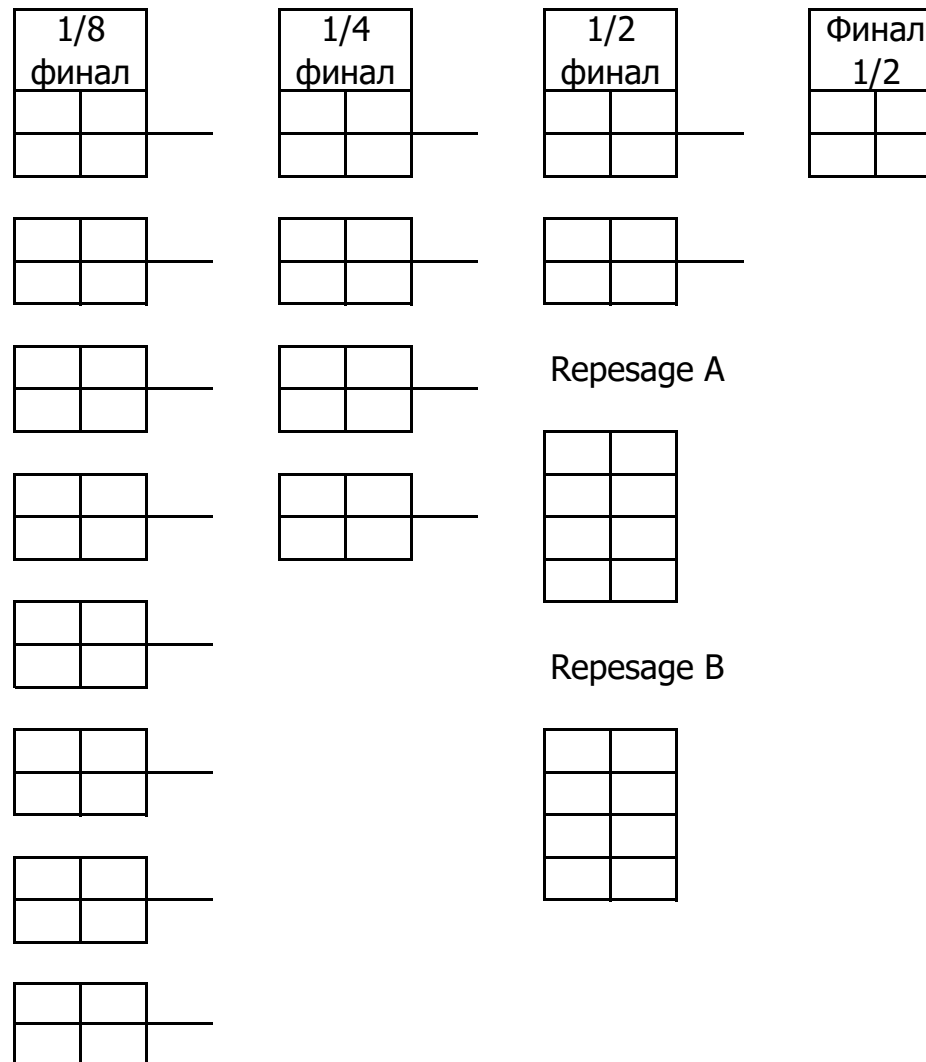 1/8
финал
1/4
финал
1/2
финал
Финал
1/2
Repesage A
Repesage B